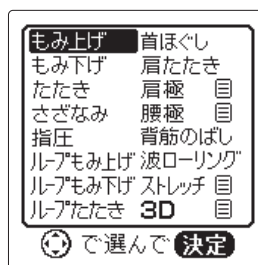 もみ上げ 首ほぐし
もみ下げ 肩たたき
たたき 肩極
さざなみ 腰極
指圧 背筋のばし
ループもみ上げ 波ローリング
ループもみ下げ ストレッチ
ループたたき 3D
で選んで 決定